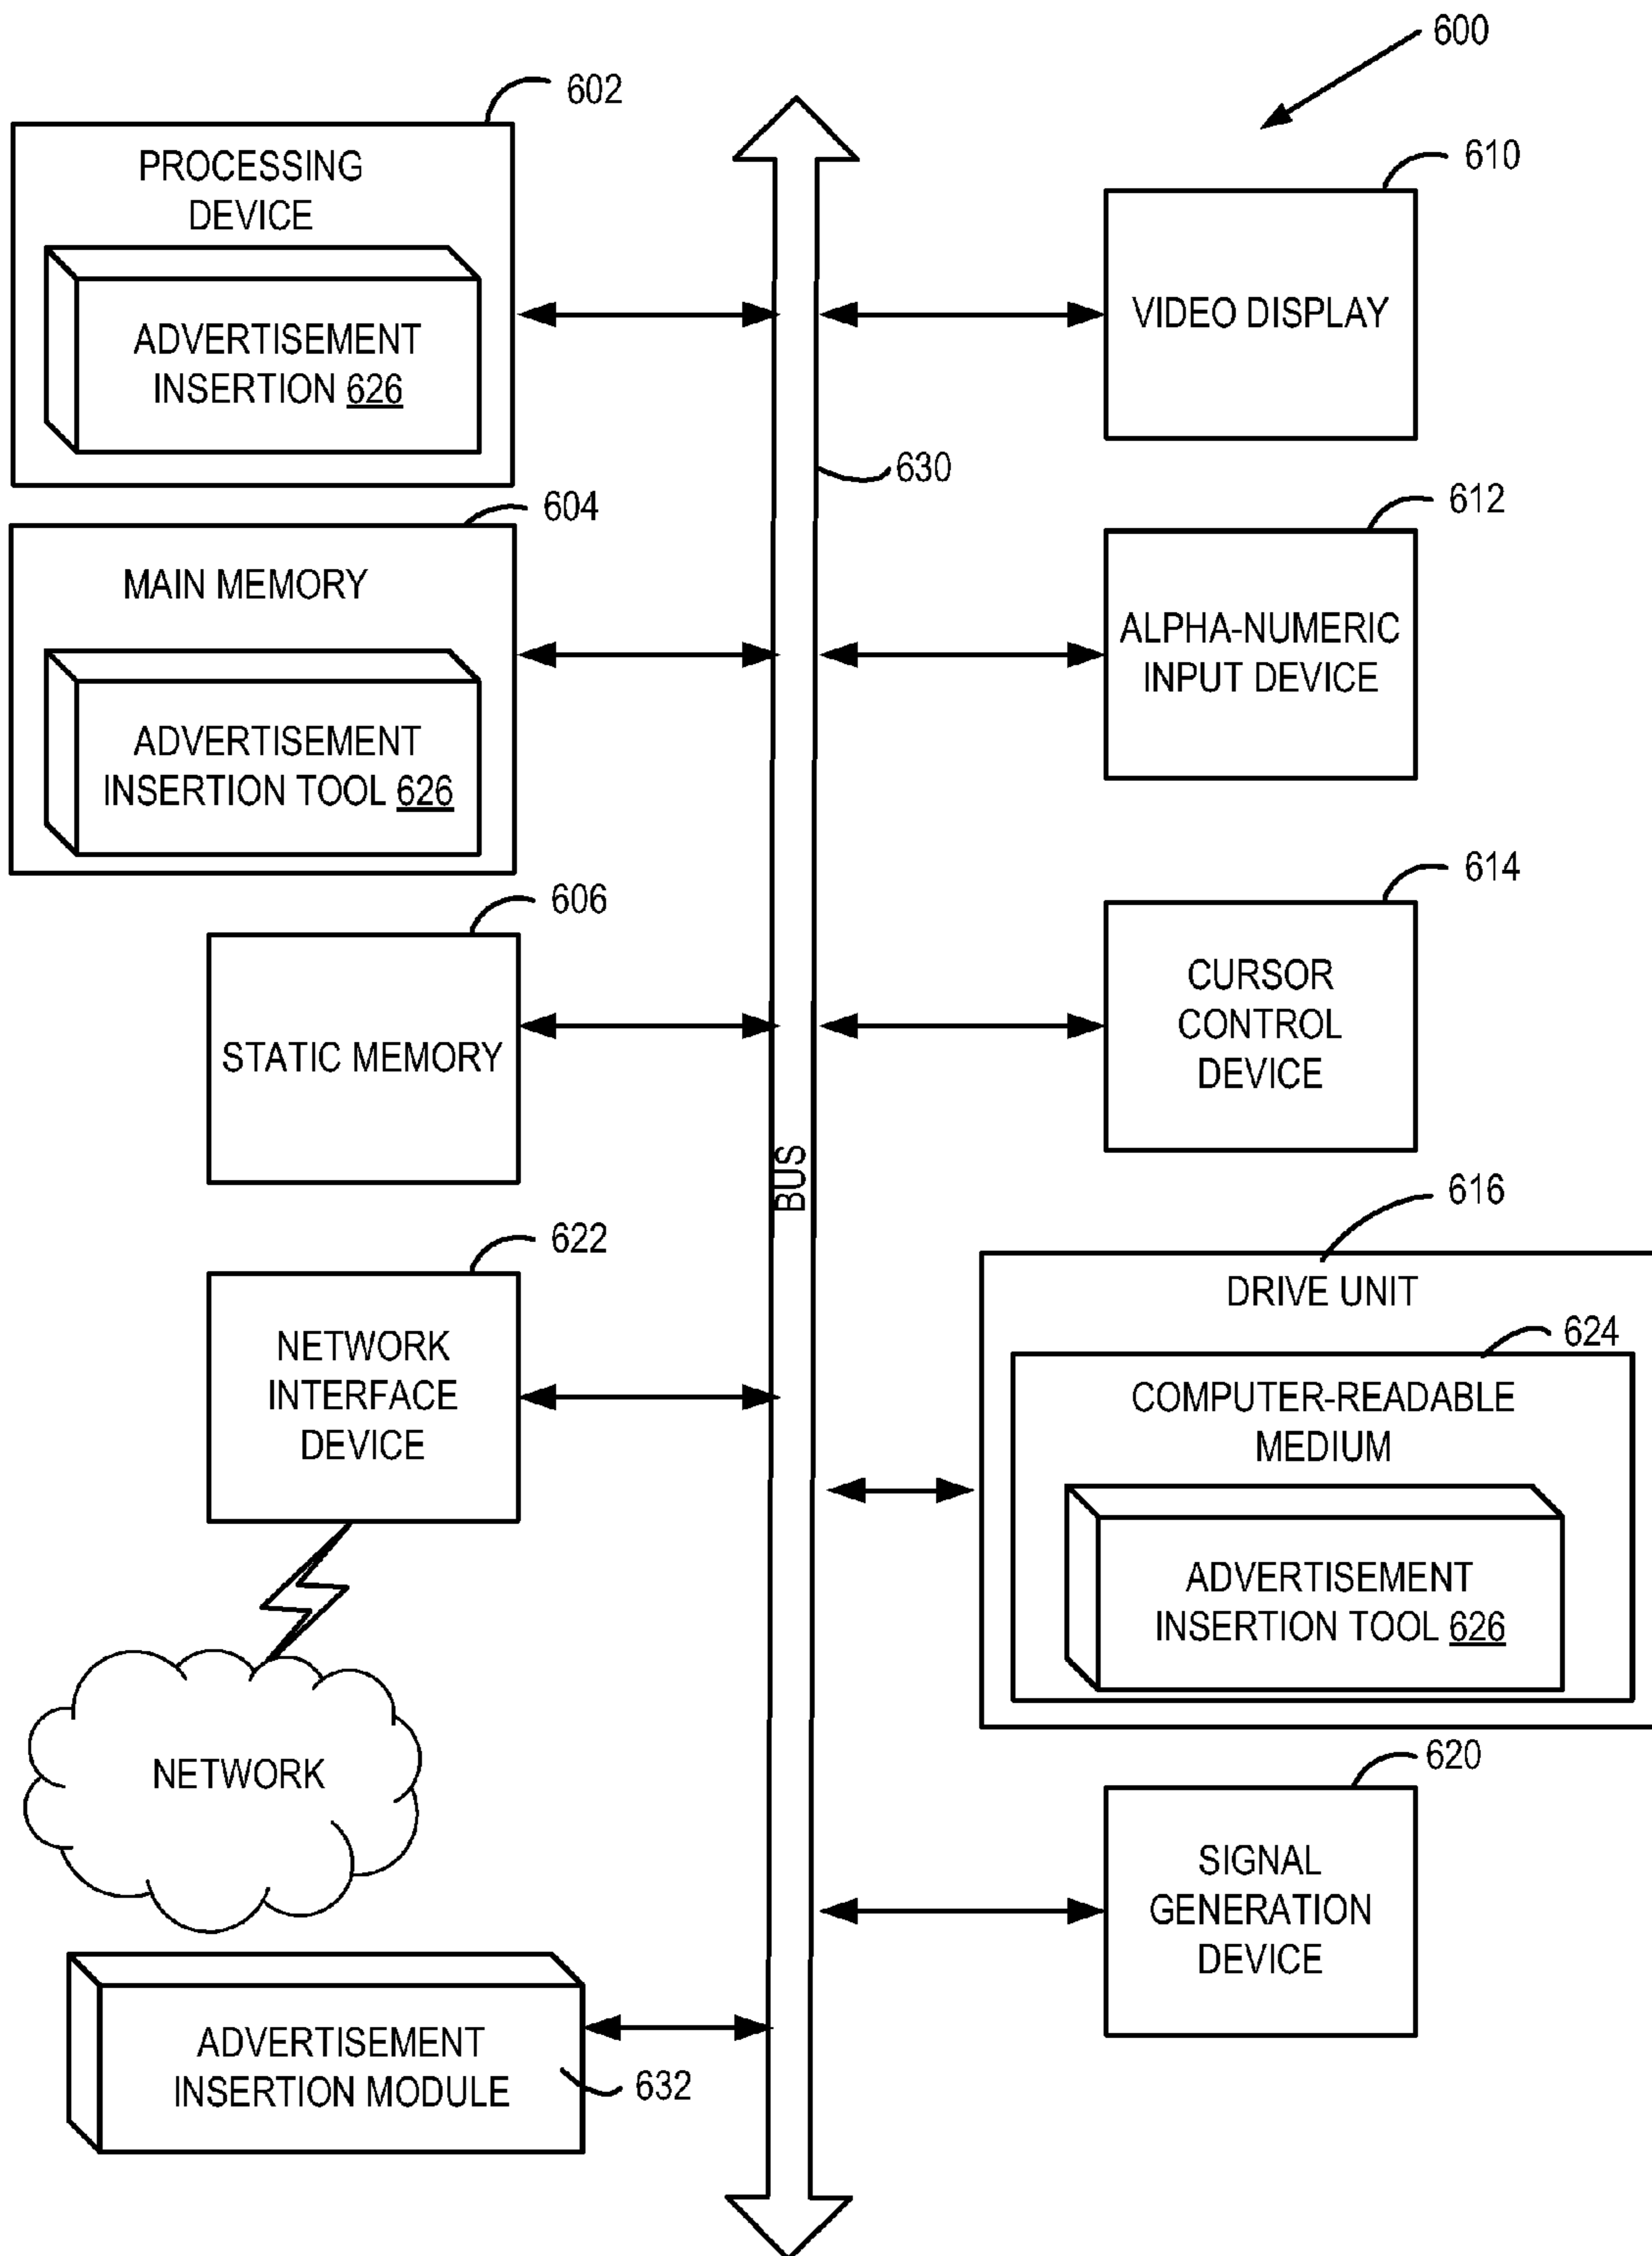 600
602
PROCESSING
DEVICE
ADVERTISEMENT
INSERTION 626
610
VIDEO DISPLAY
630
604
MAIN MEMORY
ADVERTISEMENT
INSERTION TOOL 626
612
ALPHA-NUMERIC
INPUT DEVICE
606
STATIC MEMORY
614
CURSOR
CONTROL
DEVICE
BUS
622
NETWORK
INTERFACE
DEVICE
616
DRIVE UNIT
624
COMPUTER-READABLE
MEDIUM
ADVERTISEMENT
INSERTION TOOL 626
NETWORK
620
SIGNAL
GENERATION
DEVICE
ADVERTISEMENT
INSERTION MODULE
632